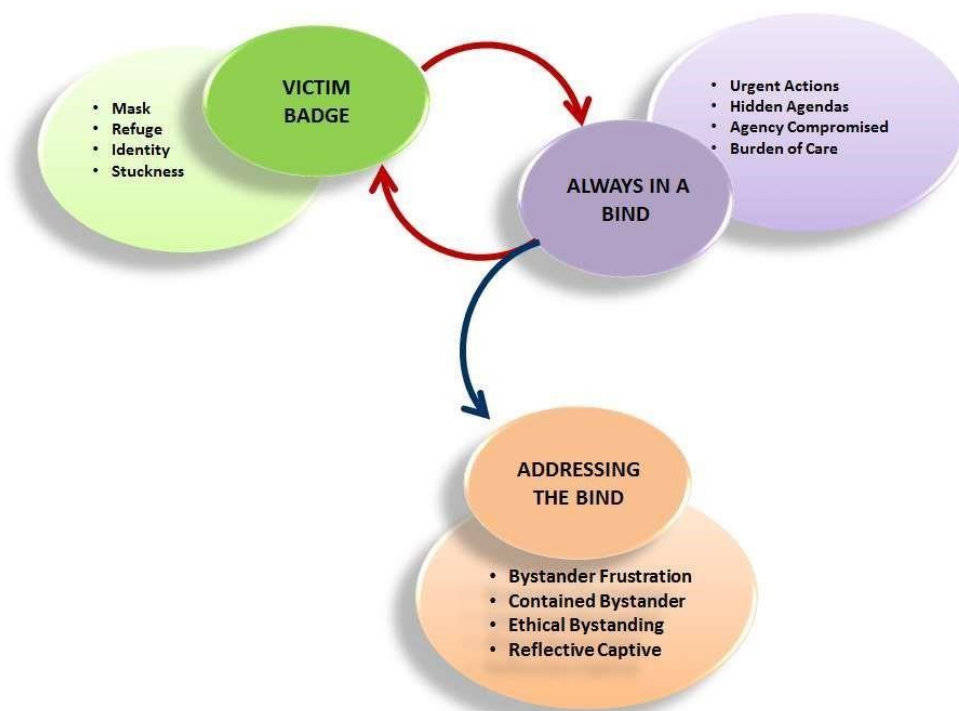 VICTIM
BADGE
• Mask
• Refuge
• Identity
• Stuckness
ALWAYS IN A
BIND
• Urgent Actions
• Hidden Agendas
• Agency Compromised
• Burden of Care
ADDRESSING
THE BIND
• Bystander Frustration
• Contained Bystander
• Ethical Bystanding
• Reflective Captive